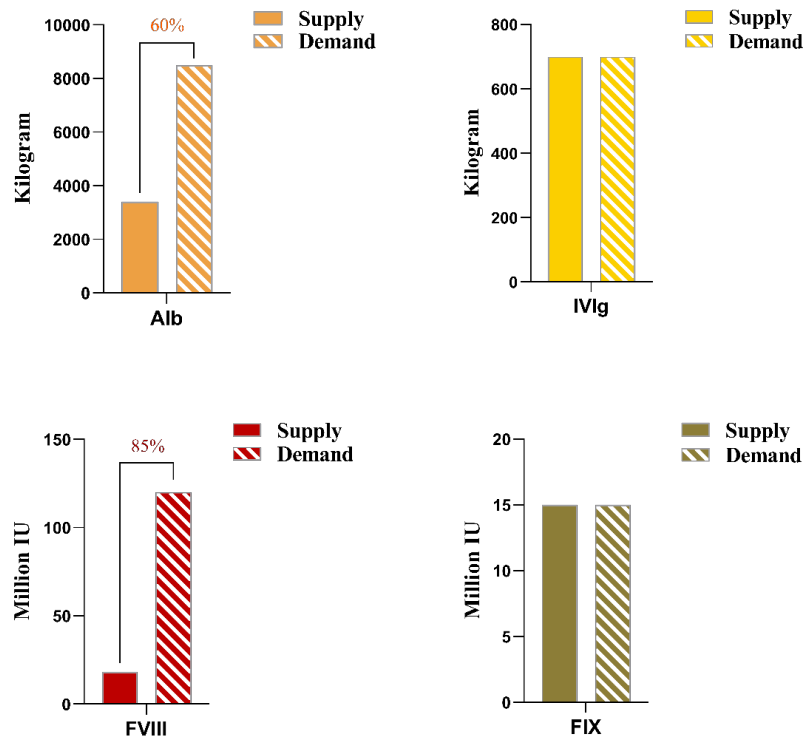 60%
Supply
Demand
10000
8000
6000
4000
2000
0
Kilogram
Alb
Supply
Demand
800
600
400
200
0
Kilogram
IVIg
85%
Supply
Demand
150
100
50
0
Million IU
FVIII
Supply
Demand
20
15
10
5
0
Million IU
FIX